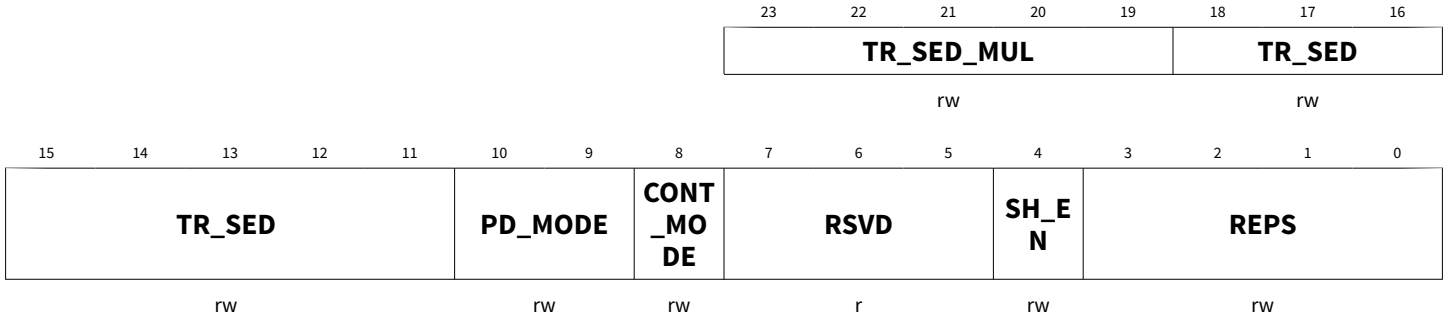 23 22 21 20 19 18 17 16
TR_SED_MUL TR_SED
rw rw
15 14 13 12 11 10 9 8 7 6 5 4 3 2 1 0
TR_SED PD_MODE CONT
_MO
DE RSVD SH_E
N REPS
rw rw rw r rw rw